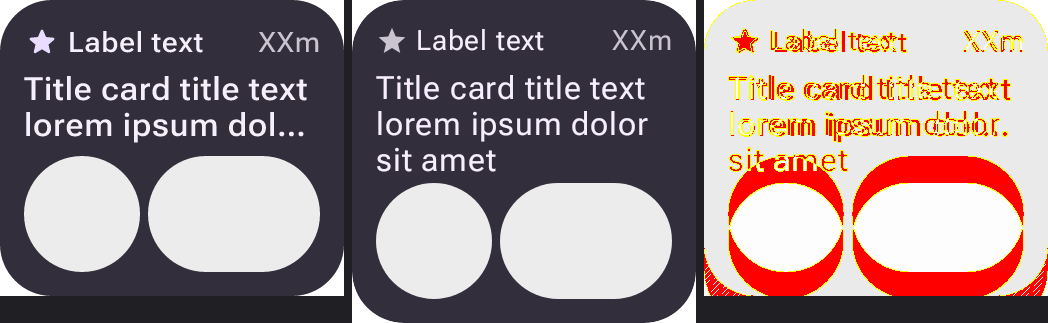 Label text XXm
Title card title text
lorem ipsum dol...
Label text XXm
Title card title text
lorem ipsum dolor
sit amet
sit amet